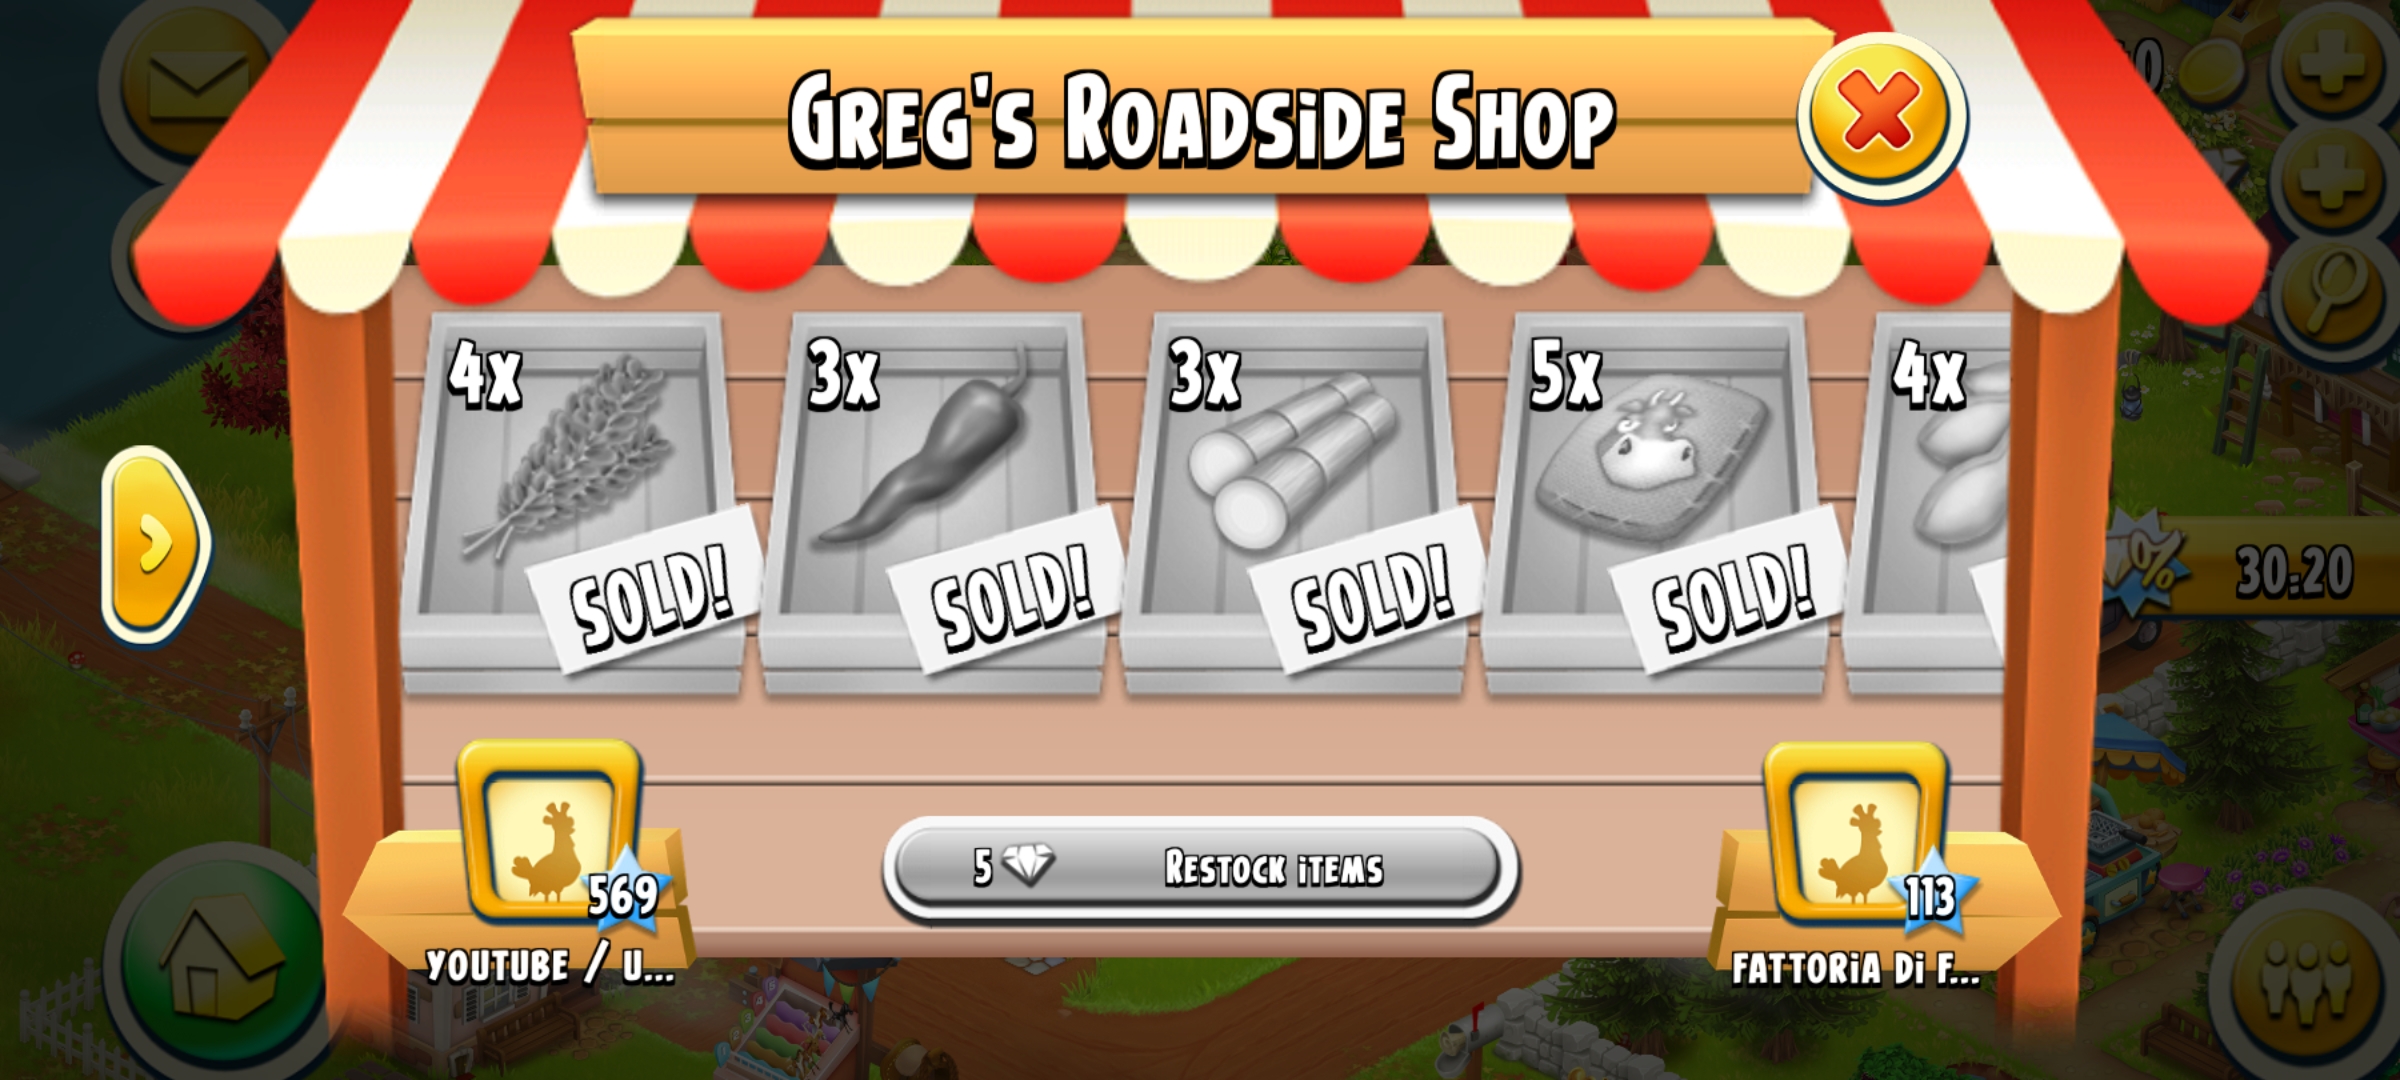 GREG'S ROADSIDE SHOP
4x
3x
3x
5x
4x
SOLD!
SOLD!
SOLD!
SOLD!
30:20
5
RESTOCK ITEMS
569
113
YOUTUBE / U...
FATTORIA DI F...